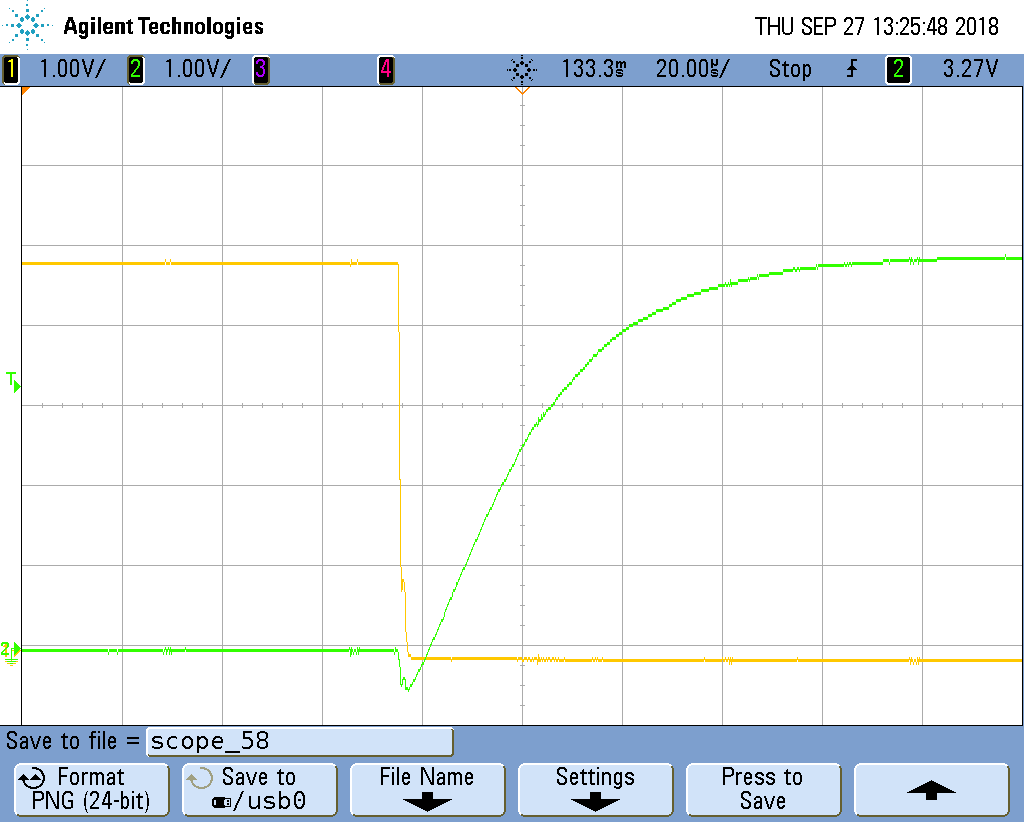 Agilent Technologies THU SEP 27 13:25:48 2018
1 1.00V/ 2 1.00V/ 3 4 133.3ms 20.00ms/ Stop 2 3.27V
T
2
Save to file = scope_58
Format
PNG (24-bit)
Save to
/usb0
File Name
Settings
Press to
Save